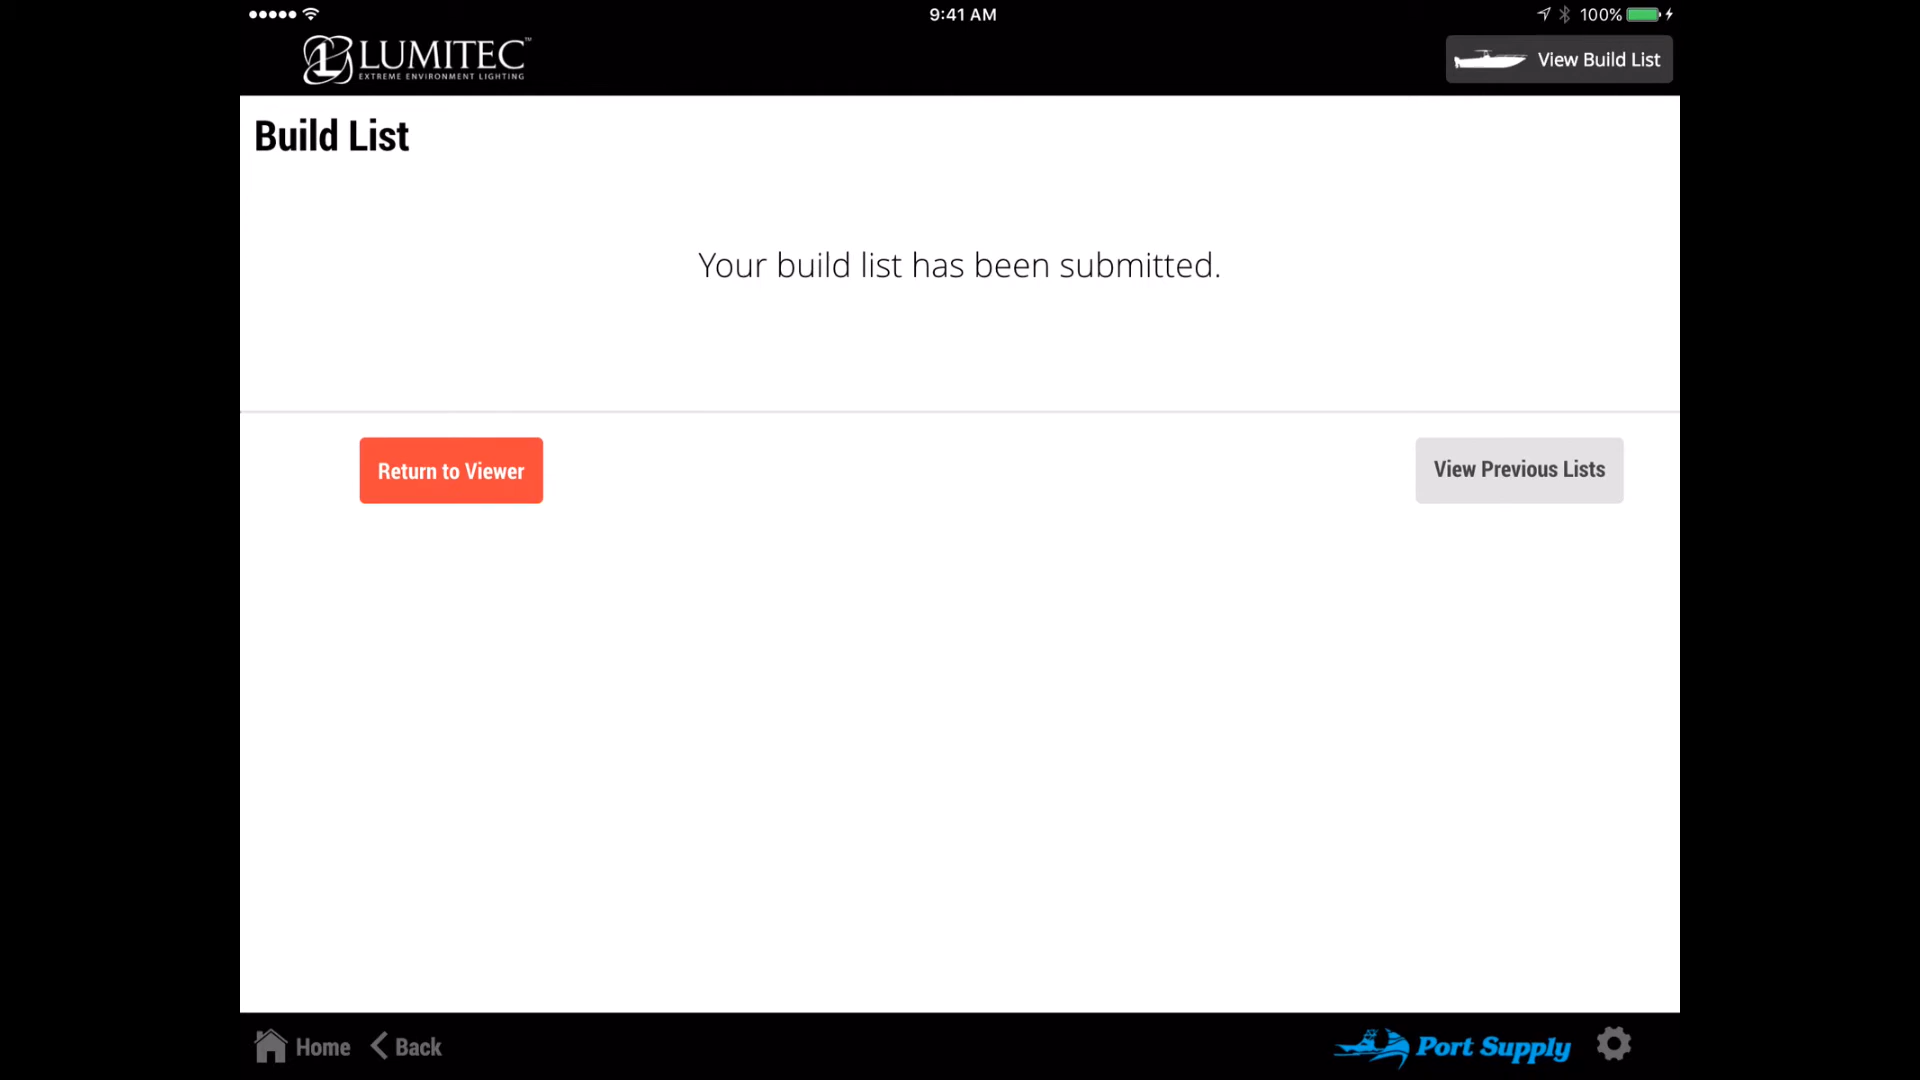 9:41 AM
100%
LUMITEC™
EXTREME ENVIRONMENT LIGHTING
View Build List
Build List
Your build list has been submitted.
Return to Viewer
View Previous Lists
Home
Back
Port Supply